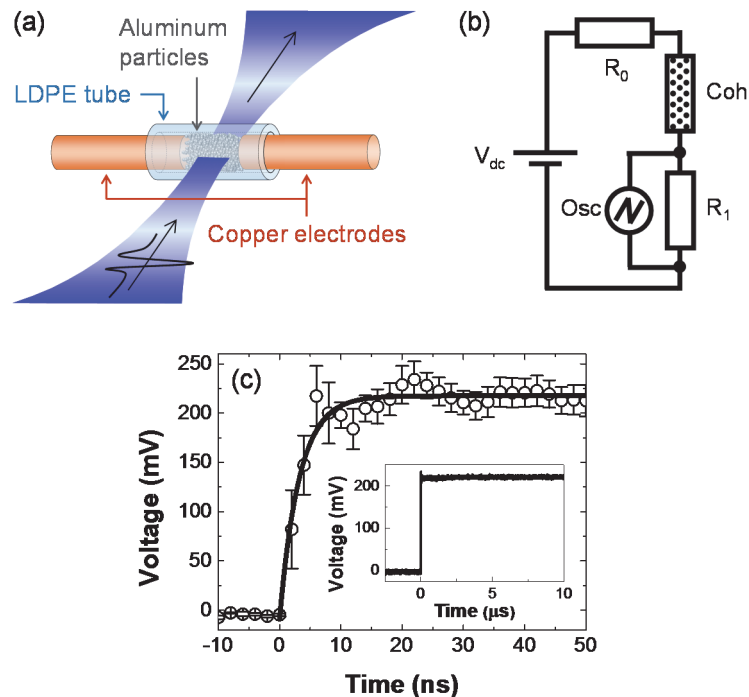 (a)
Aluminum
particles
LDPE tube
Copper electrodes
(b)
R0
Coh
Vdc
Osc
R1
(c)
250
200
150
100
50
0
Voltage (mV)
-10 0 10 20 30 40 50
Time (ns)
200
100
0
Voltage (mV)
0 5 10
Time (μs)